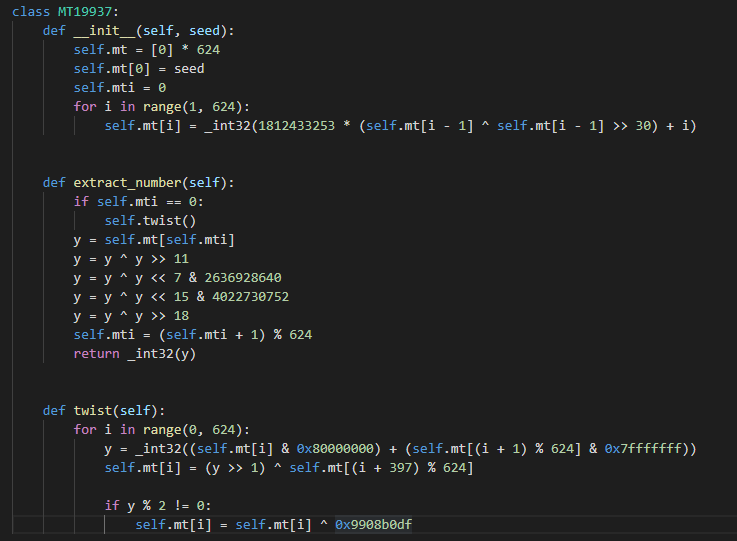 class MT19937:
    def __init__(self, seed):
        self.mt = [0] * 624
        self.mt[0] = seed
        self.mti = 0
        for i in range(1, 624):
            self.mt[i] = _int32(1812433253 * (self.mt[i - 1] ^ self.mt[i - 1] >> 30) + i)
    def extract_number(self):
        if self.mti == 0:
            self.twist()
        y = self.mt[self.mti]
        y = y ^ y >> 11
        y = y ^ y << 7 & 2636928640
        y = y ^ y << 15 & 4022730752
        y = y ^ y >> 18
        self.mti = (self.mti + 1) % 624
        return _int32(y)
    def twist(self):
        for i in range(0, 624):
            y = _int32((self.mt[i] & 0x80000000) + (self.mt[(i + 1) % 624] & 0x7fffffff))
            self.mt[i] = (y >> 1) ^ self.mt[(i + 397) % 624]
            if y % 2 != 0:
                self.mt[i] = self.mt[i] ^ 0x9908b0df